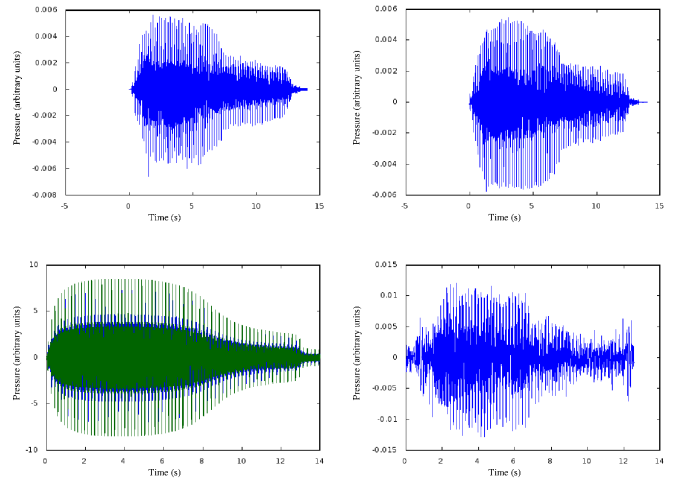 0.006
0.004
0.002
0
-0.002
-0.004
-0.006
-0.008
-5 0 5 10 15
Time (s)
Pressure (arbitrary units)
0.006
0.004
0.002
0
-0.002
-0.004
-0.006
-5 0 5 10 15
Time (s)
Pressure (arbitrary units)
10
5
0
-5
-10
0 2 4 6 8 10 12 14
Time (s)
Pressure (arbitrary units)
0.015
0.01
0.005
0
-0.005
-0.01
-0.015
0 2 4 6 8 10 12 14
Time (s)
Pressure (arbitrary units)